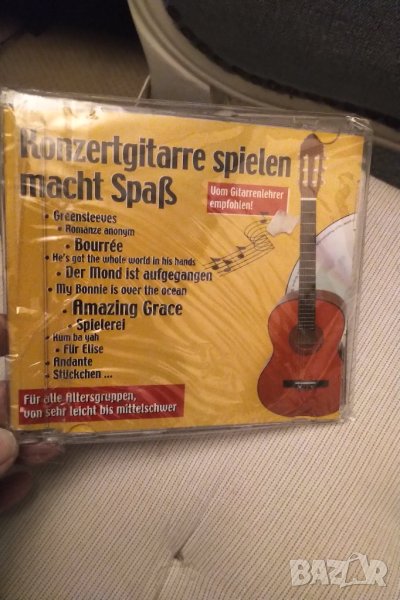 Konzertgitarre spielen
macht Spaß
Vom Gitarrenlehrer
empfohlen!
• Greensleeves
• Romanze anonym
• Bourrée
• He's got the whole world in his hands
• Der Mond ist aufgegangen
• My Bonnie is over the ocean
• Amazing Grace
• Spielerei
• Kum ba yah
• Für Elise
• Andante
• Stückchen ...
Für alle Altersgruppen,
von sehr leicht bis mittelschwer
BAZAR